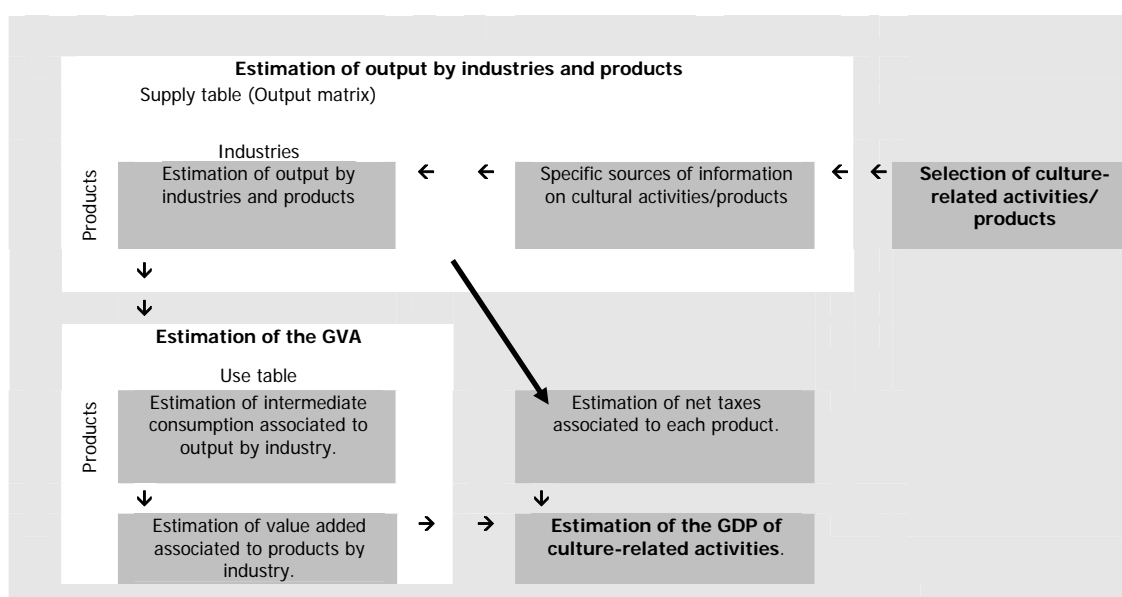 Estimation of output by industries and products
Supply table (Output matrix)
Industries
Products
Estimation of output by
industries and products
← ←
Specific sources of information
on cultural activities/products
← ←
Selection of culture-
related activities/
products
↓
↓
Estimation of the GVA
Use table
Products
Estimation of intermediate
consumption associated to
output by industry.
Estimation of net taxes
associated to each product.
↓
↓
Estimation of value added
associated to products by
industry.
→ →
Estimation of the GDP of
culture-related activities.